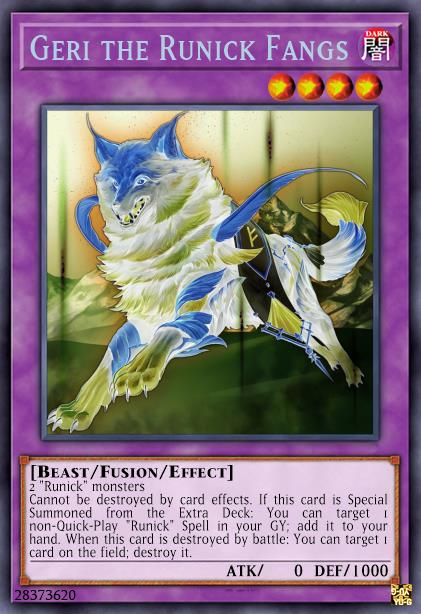 GERI THE RUNICK FANGS
DARK
闇
[BEAST/FUSION/EFFECT]
2 "Runick" monsters
Cannot be destroyed by card effects. If this card is Special
Summoned from the Extra Deck: You can target 1
non-Quick-Play "Runick" Spell in your GY; add it to your
hand. When this card is destroyed by battle: You can target 1
card on the field; destroy it.
ATK/ 0 DEF/1000
28373620